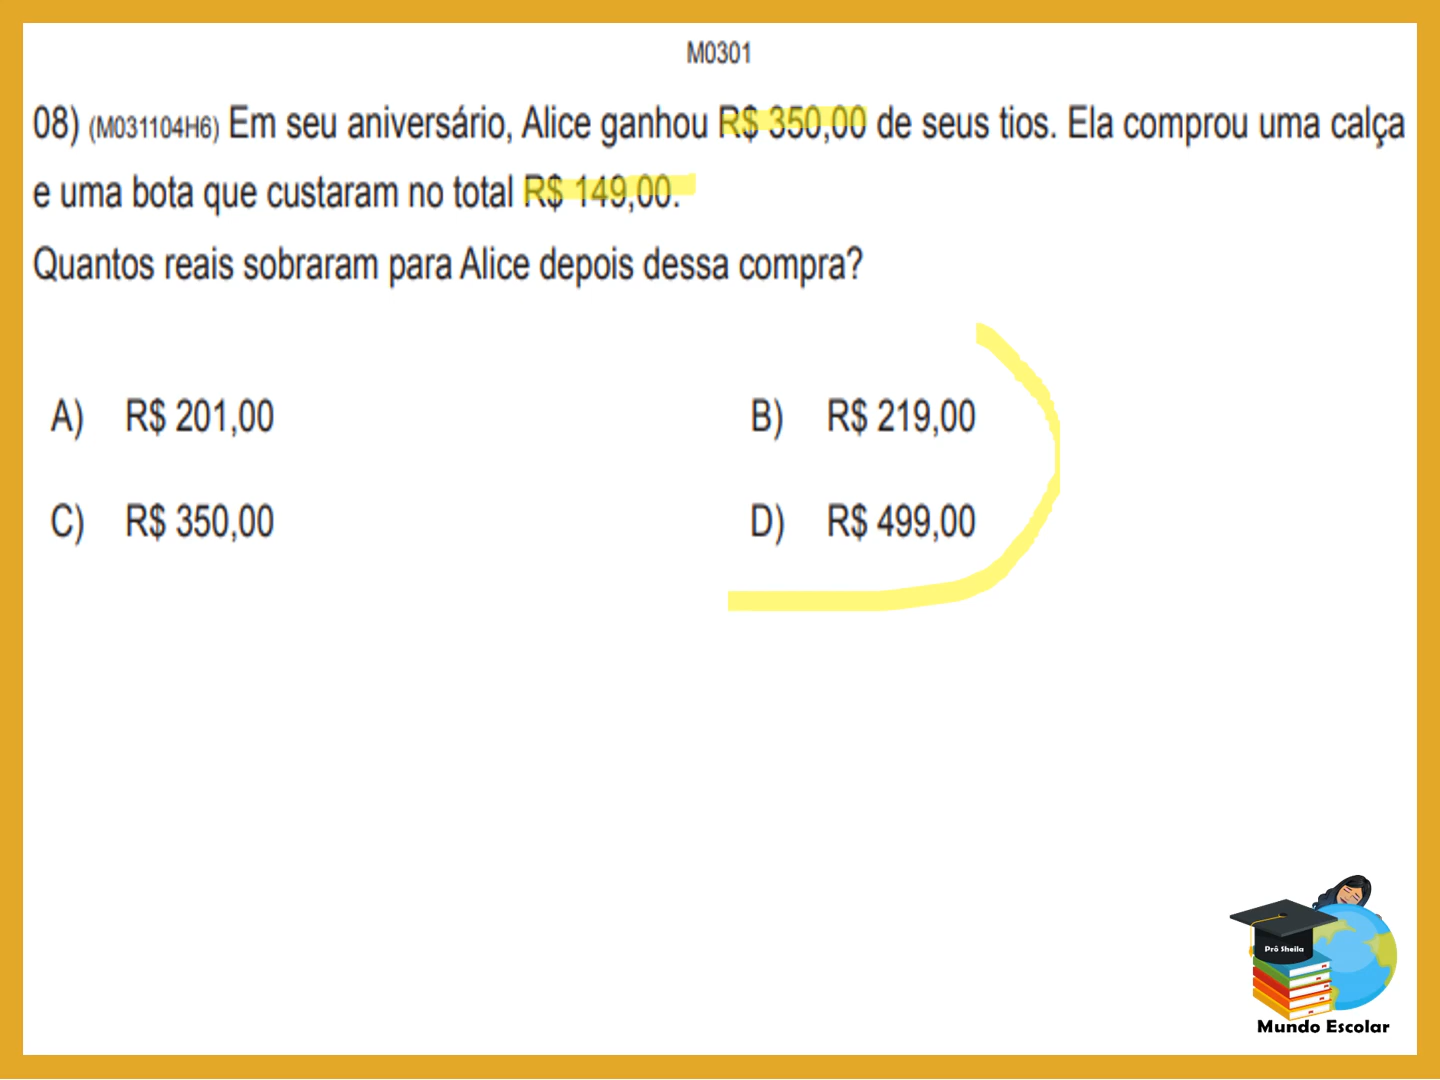 M0301
08) (M031104H6) Em seu aniversário, Alice ganhou R$ 350,00 de seus tios. Ela comprou uma calça
e uma bota que custaram no total R$ 149,00.
Quantos reais sobraram para Alice depois dessa compra?
A) R$ 201,00
B) R$ 219,00
C) R$ 350,00
D) R$ 499,00
Prô Sheila
Mundo Escolar